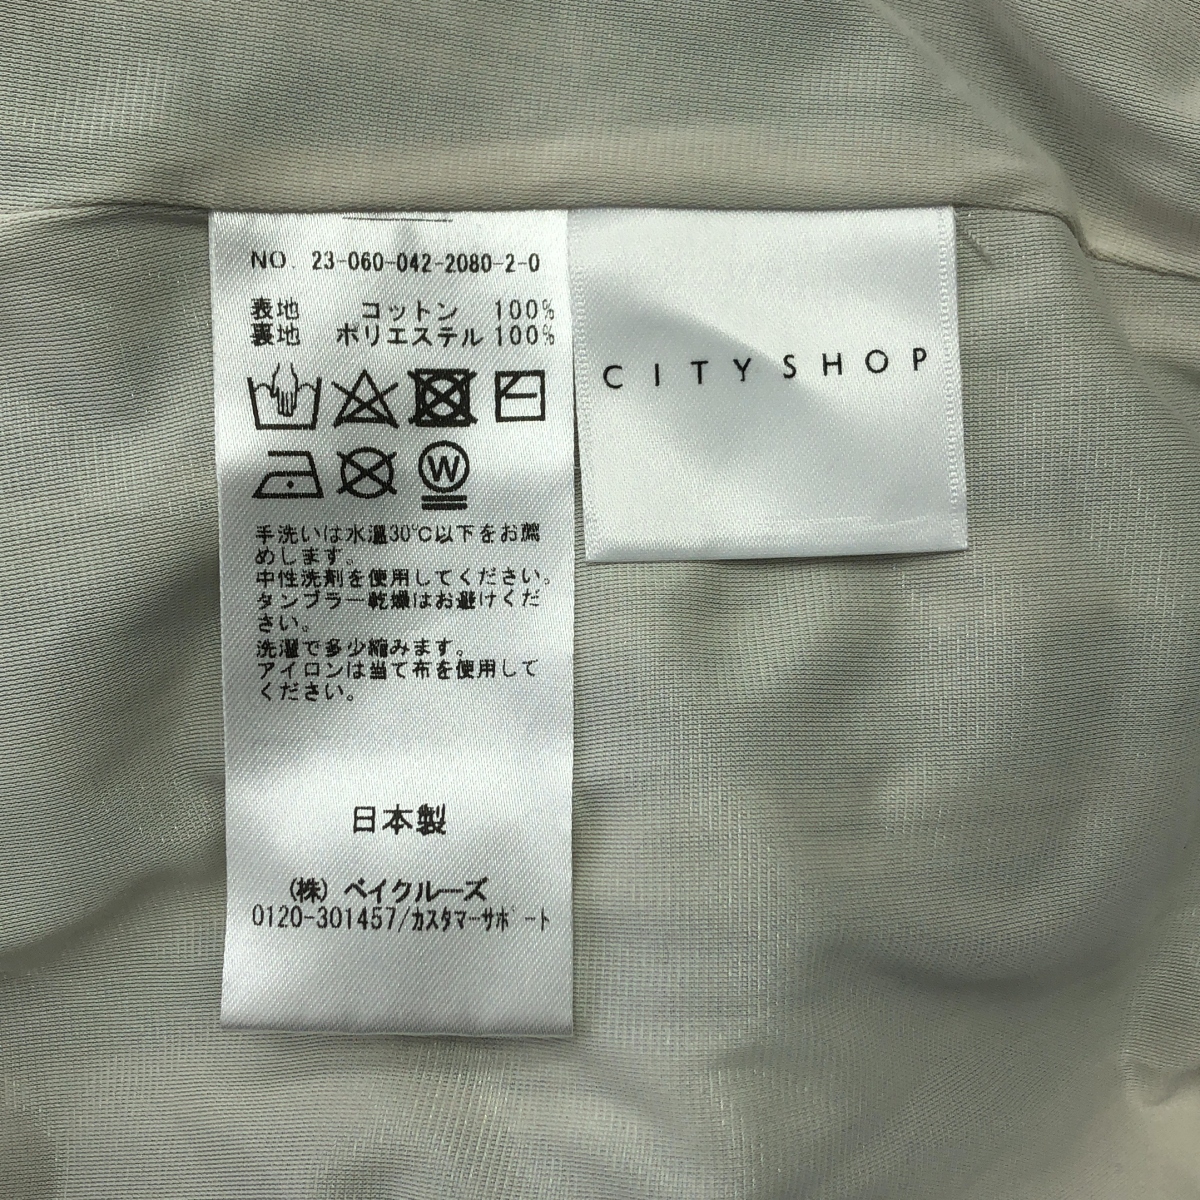 NO. 23-060-042-2080-2-0
表地 コットン 100%
裏地 ポリエステル 100%
W
手洗いは水温30℃以下をお薦
めします。
中性洗剤を使用してください。
タンブラー乾燥はお避けくだ
さい。
洗濯で多少縮みます。
アイロンは当て布を使用して
ください。
日本製
(株) ベイクルーズ
0120-301457/カスタマーサポート
CITYSHOP